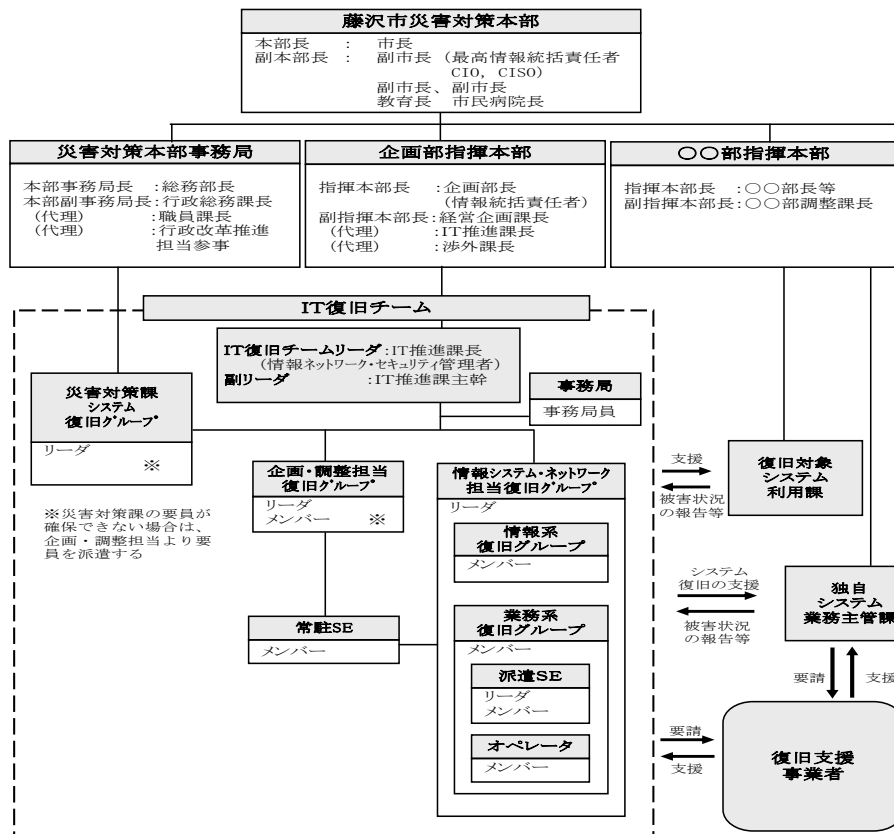 藤沢市災害対策本部
本部長 : 市長
副本部長 : 副市長 (最高情報統括責任者
CIO, CISO)
副市長、副市長
教育長 市民病院長
災害対策本部事務局
本部事務局長 :総務部長
本部副事務局長:行政総務課長
(代理) :職員課長
(代理) :行政改革推進
担当参事
企画部指揮本部
指揮本部長 :企画部長
(情報統括責任者)
副指揮本部長:経営企画課長
(代理) :IT推進課長
(代理) :渉外課長
〇〇部指揮本部
指揮本部長 :〇〇部長等
副指揮本部長:〇〇部調整課長
IT復旧チーム
IT復旧チームリーダ:IT推進課長
(情報ネットワーク・セキュリティ管理者)
副リーダ :IT推進課主幹
事務局
事務局員
災害対策課
システム
復旧グループ
リーダ
※
※災害対策課の要員が
確保できない場合は、
企画・調整担当より要
員を派遣する
企画・調整担当
復旧グループ
リーダ
メンバー ※
常駐SE
メンバー
情報システム・ネットワーク
担当復旧グループ
リーダ
情報系
復旧グループ
メンバー
業務系
復旧グループ
メンバー
派遣SE
リーダ
メンバー
オペレータ
メンバー
支援
被害状況
の報告等
復旧対象
システム
利用課
システム
復旧の支援
被害状況
の報告等
独自
システム
業務主管課
要請
支援
要請
支援
復旧支援
事業者